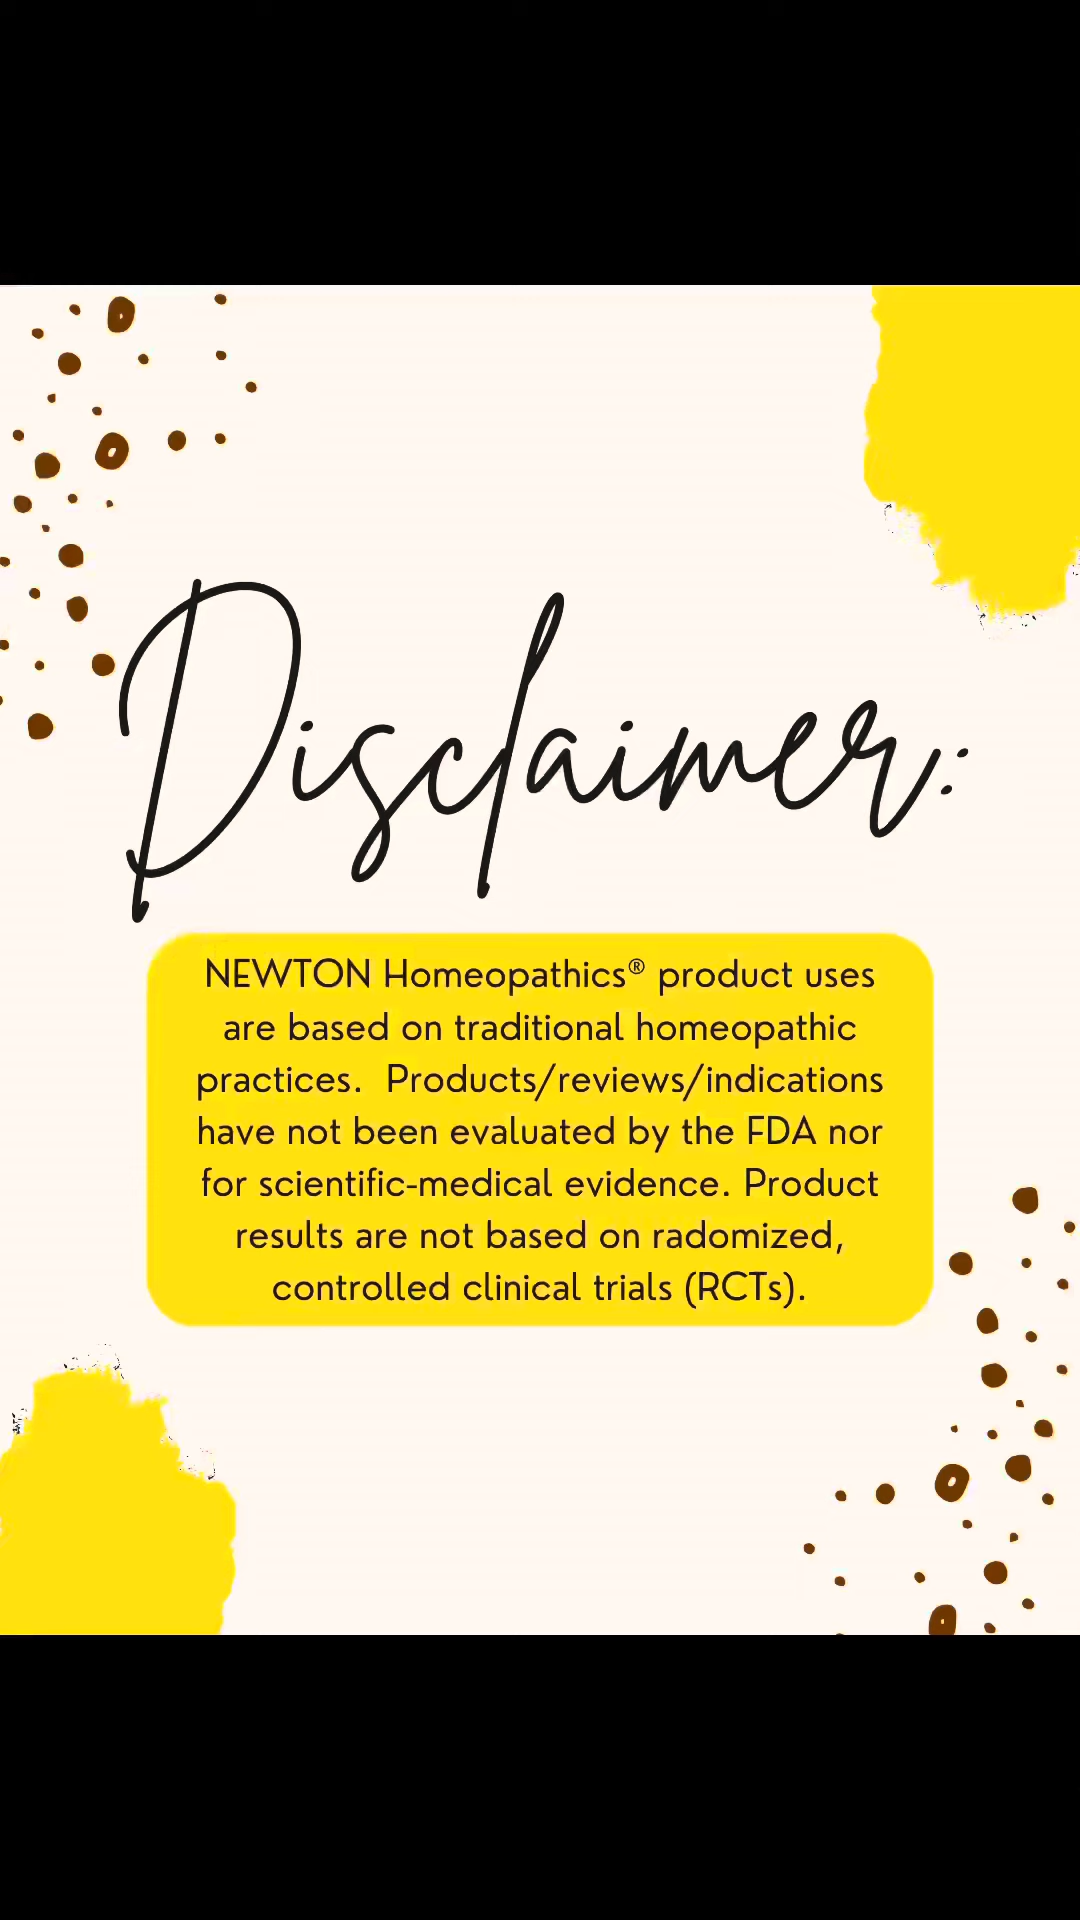 Disclaimer:
NEWTON Homeopathics® product uses
are based on traditional homeopathic
practices.  Products/reviews/indications
have not been evaluated by the FDA nor
for scientific-medical evidence. Product
results are not based on radomized,
controlled clinical trials (RCTs).